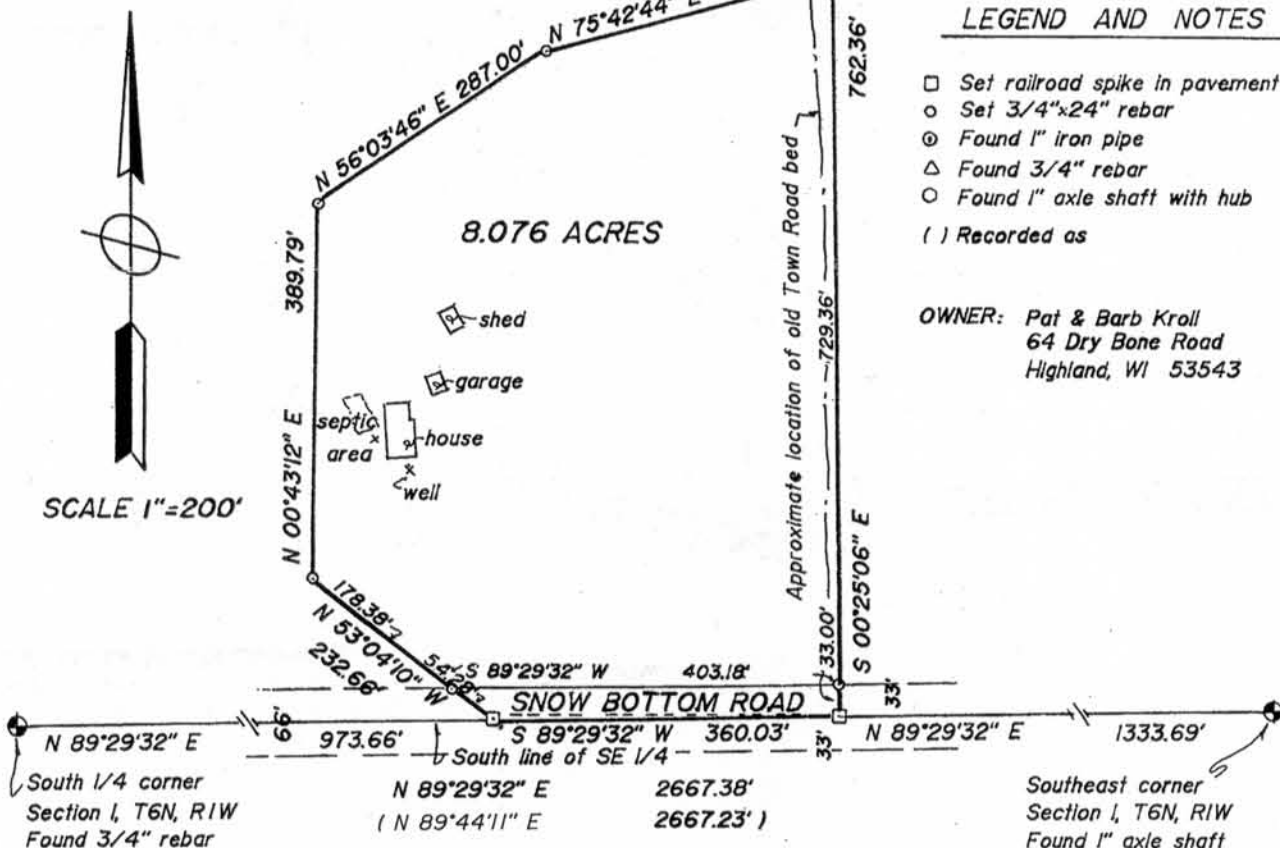 LEGEND AND NOTES
Set railroad spike in pavement
Set 3/4"x24" rebar
Found 1" iron pipe
Found 3/4" rebar
Found 1" axle shaft with hub
( ) Recorded as
OWNER: Pat & Barb Kroll
64 Dry Bone Road
Highland, WI 53543
N 75°42'44" E
N 56°03'46" E 287.00'
762.36'
8.076 ACRES
389.79'
N 00°43'12" E
shed
garage
septic
area
house
well
Approximate location of old Town Road bed
729.36'
33.00'
S 00°25'06" E
SCALE 1"=200'
178.38'
N 53°04'10" W
232.66'
54.28'
S 89°29'32" W 403.18'
SNOW BOTTOM ROAD
33'
66'
33'
N 89°29'32" E 973.66'
S 89°29'32" W 360.03'
N 89°29'32" E 1333.69'
South line of SE 1/4
N 89°29'32" E 2667.38'
( N 89°44'11" E 2667.23' )
South 1/4 corner
Section 1, T6N, R1W
Found 3/4" rebar
Southeast corner
Section 1, T6N, R1W
Found 1" axle shaft